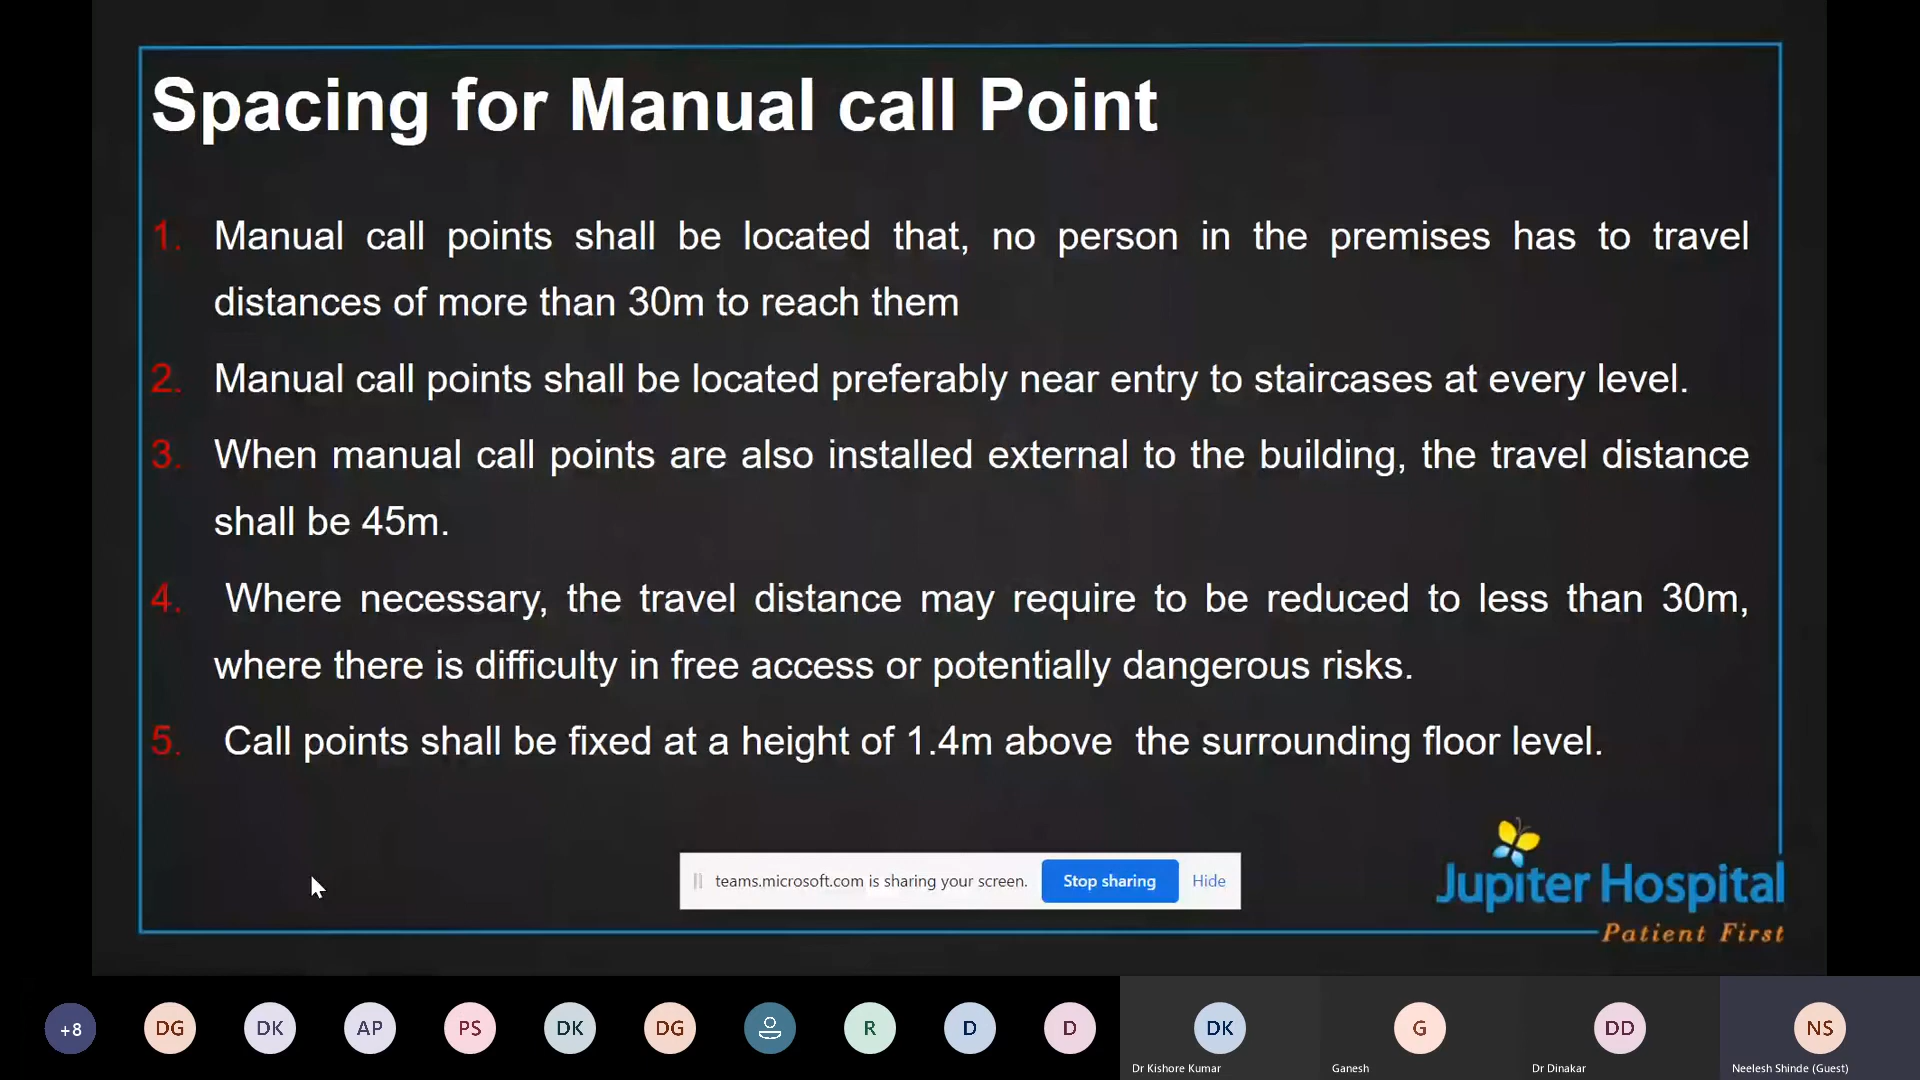 Spacing for Manual call Point
1. Manual call points shall be located that, no person in the premises has to travel
distances of more than 30m to reach them
2. Manual call points shall be located preferably near entry to staircases at every level.
3. When manual call points are also installed external to the building, the travel distance
shall be 45m.
4. Where necessary, the travel distance may require to be reduced to less than 30m,
where there is difficulty in free access or potentially dangerous risks.
5. Call points shall be fixed at a height of 1.4m above the surrounding floor level.
teams.microsoft.com is sharing your screen. Stop sharing Hide
Jupiter Hospital
Patient First
+8 DG DK AP PS DK DG R D D DK G DD NS
Dr Kishore Kumar Ganesh Dr Dinakar Neelesh Shinde (Guest)